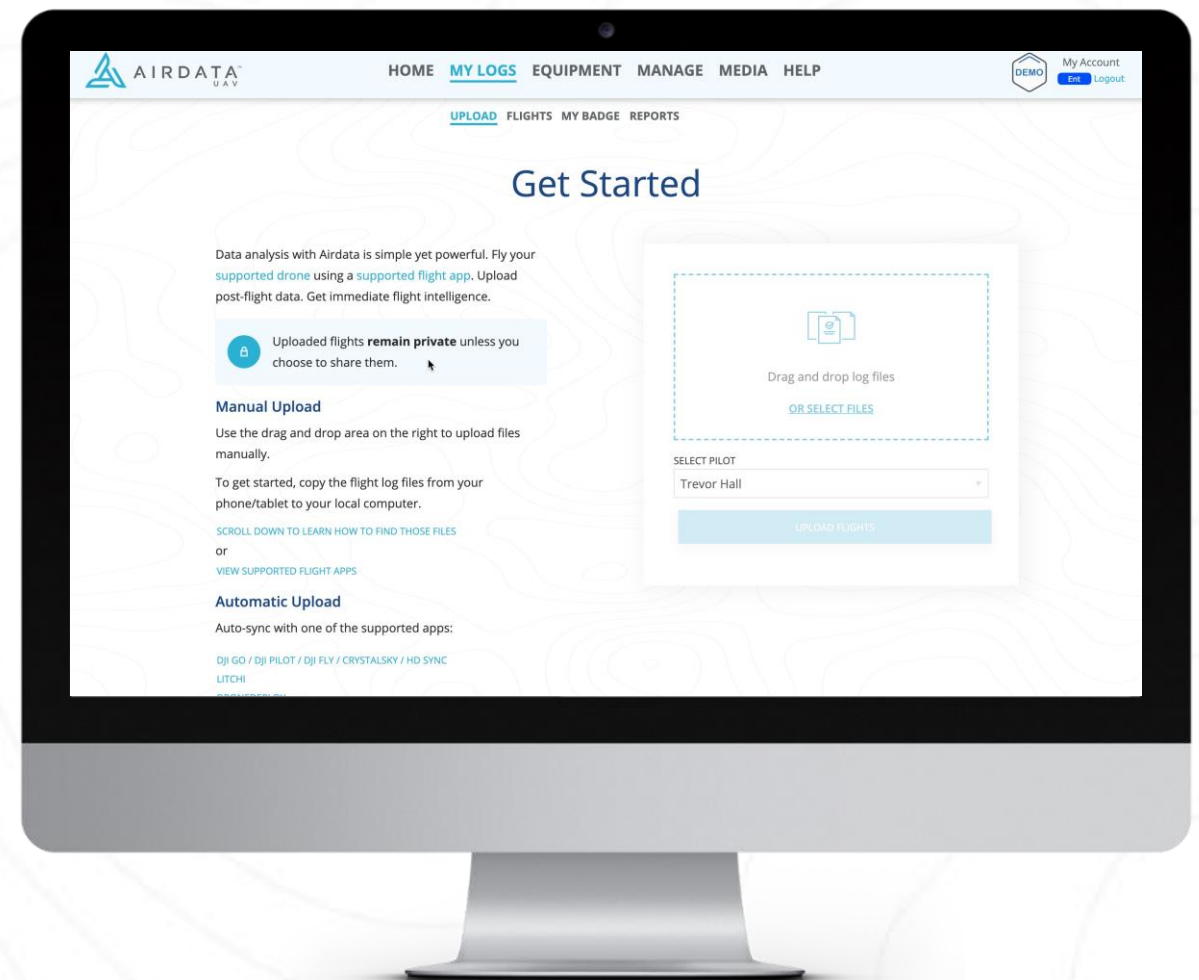 AIRDATA
UAV
HOME MY LOGS EQUIPMENT MANAGE MEDIA HELP
DEMO
My Account
Ent Logout
UPLOAD FLIGHTS MY BADGE REPORTS
Get Started
Data analysis with Airdata is simple yet powerful. Fly your
supported drone using a supported flight app. Upload
post-flight data. Get immediate flight intelligence.
Uploaded flights remain private unless you
choose to share them.
Manual Upload
Use the drag and drop area on the right to upload files
manually.
To get started, copy the flight log files from your
phone/tablet to your local computer.
SCROLL DOWN TO LEARN HOW TO FIND THOSE FILES
or
VIEW SUPPORTED FLIGHT APPS
Automatic Upload
Auto-sync with one of the supported apps:
DJI GO / DJI PILOT / DJI FLY / CRYSTALSKY / HD SYNC
LITCHI
Drag and drop log files
OR SELECT FILES
SELECT PILOT
Trevor Hall
UPLOAD FLIGHTS